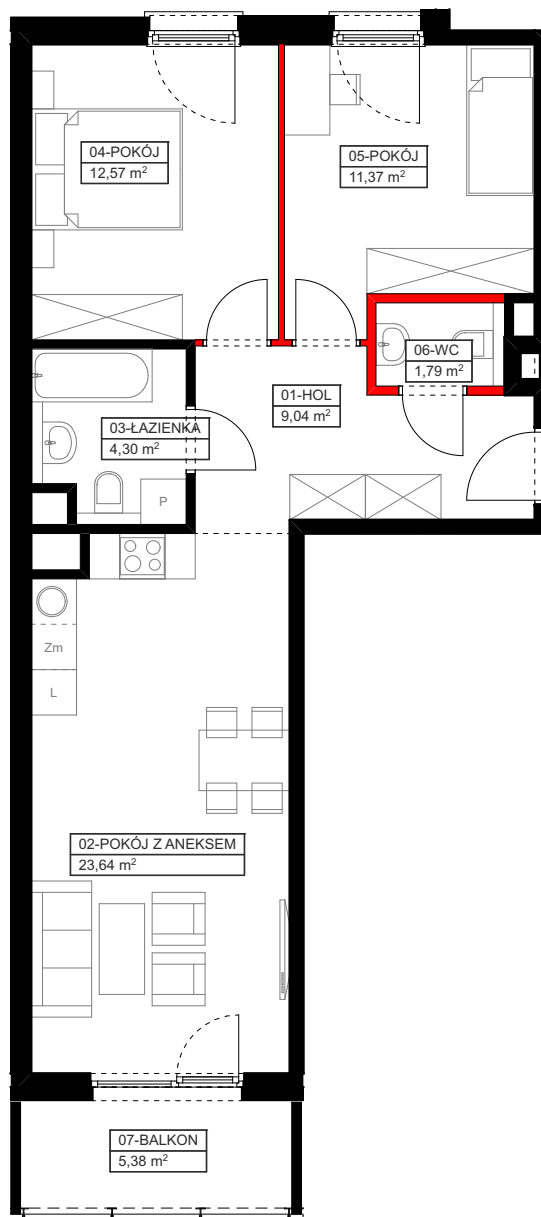 04-POKÓJ
12,57 m²
05-POKÓJ
11,37 m²
06-WC
1,79 m²
01-HOL
9,04 m²
03-ŁAZIENKA
4,30 m²
P
Zm
L
02-POKÓJ Z ANEKSEM
23,64 m²
07-BALKON
5,38 m²